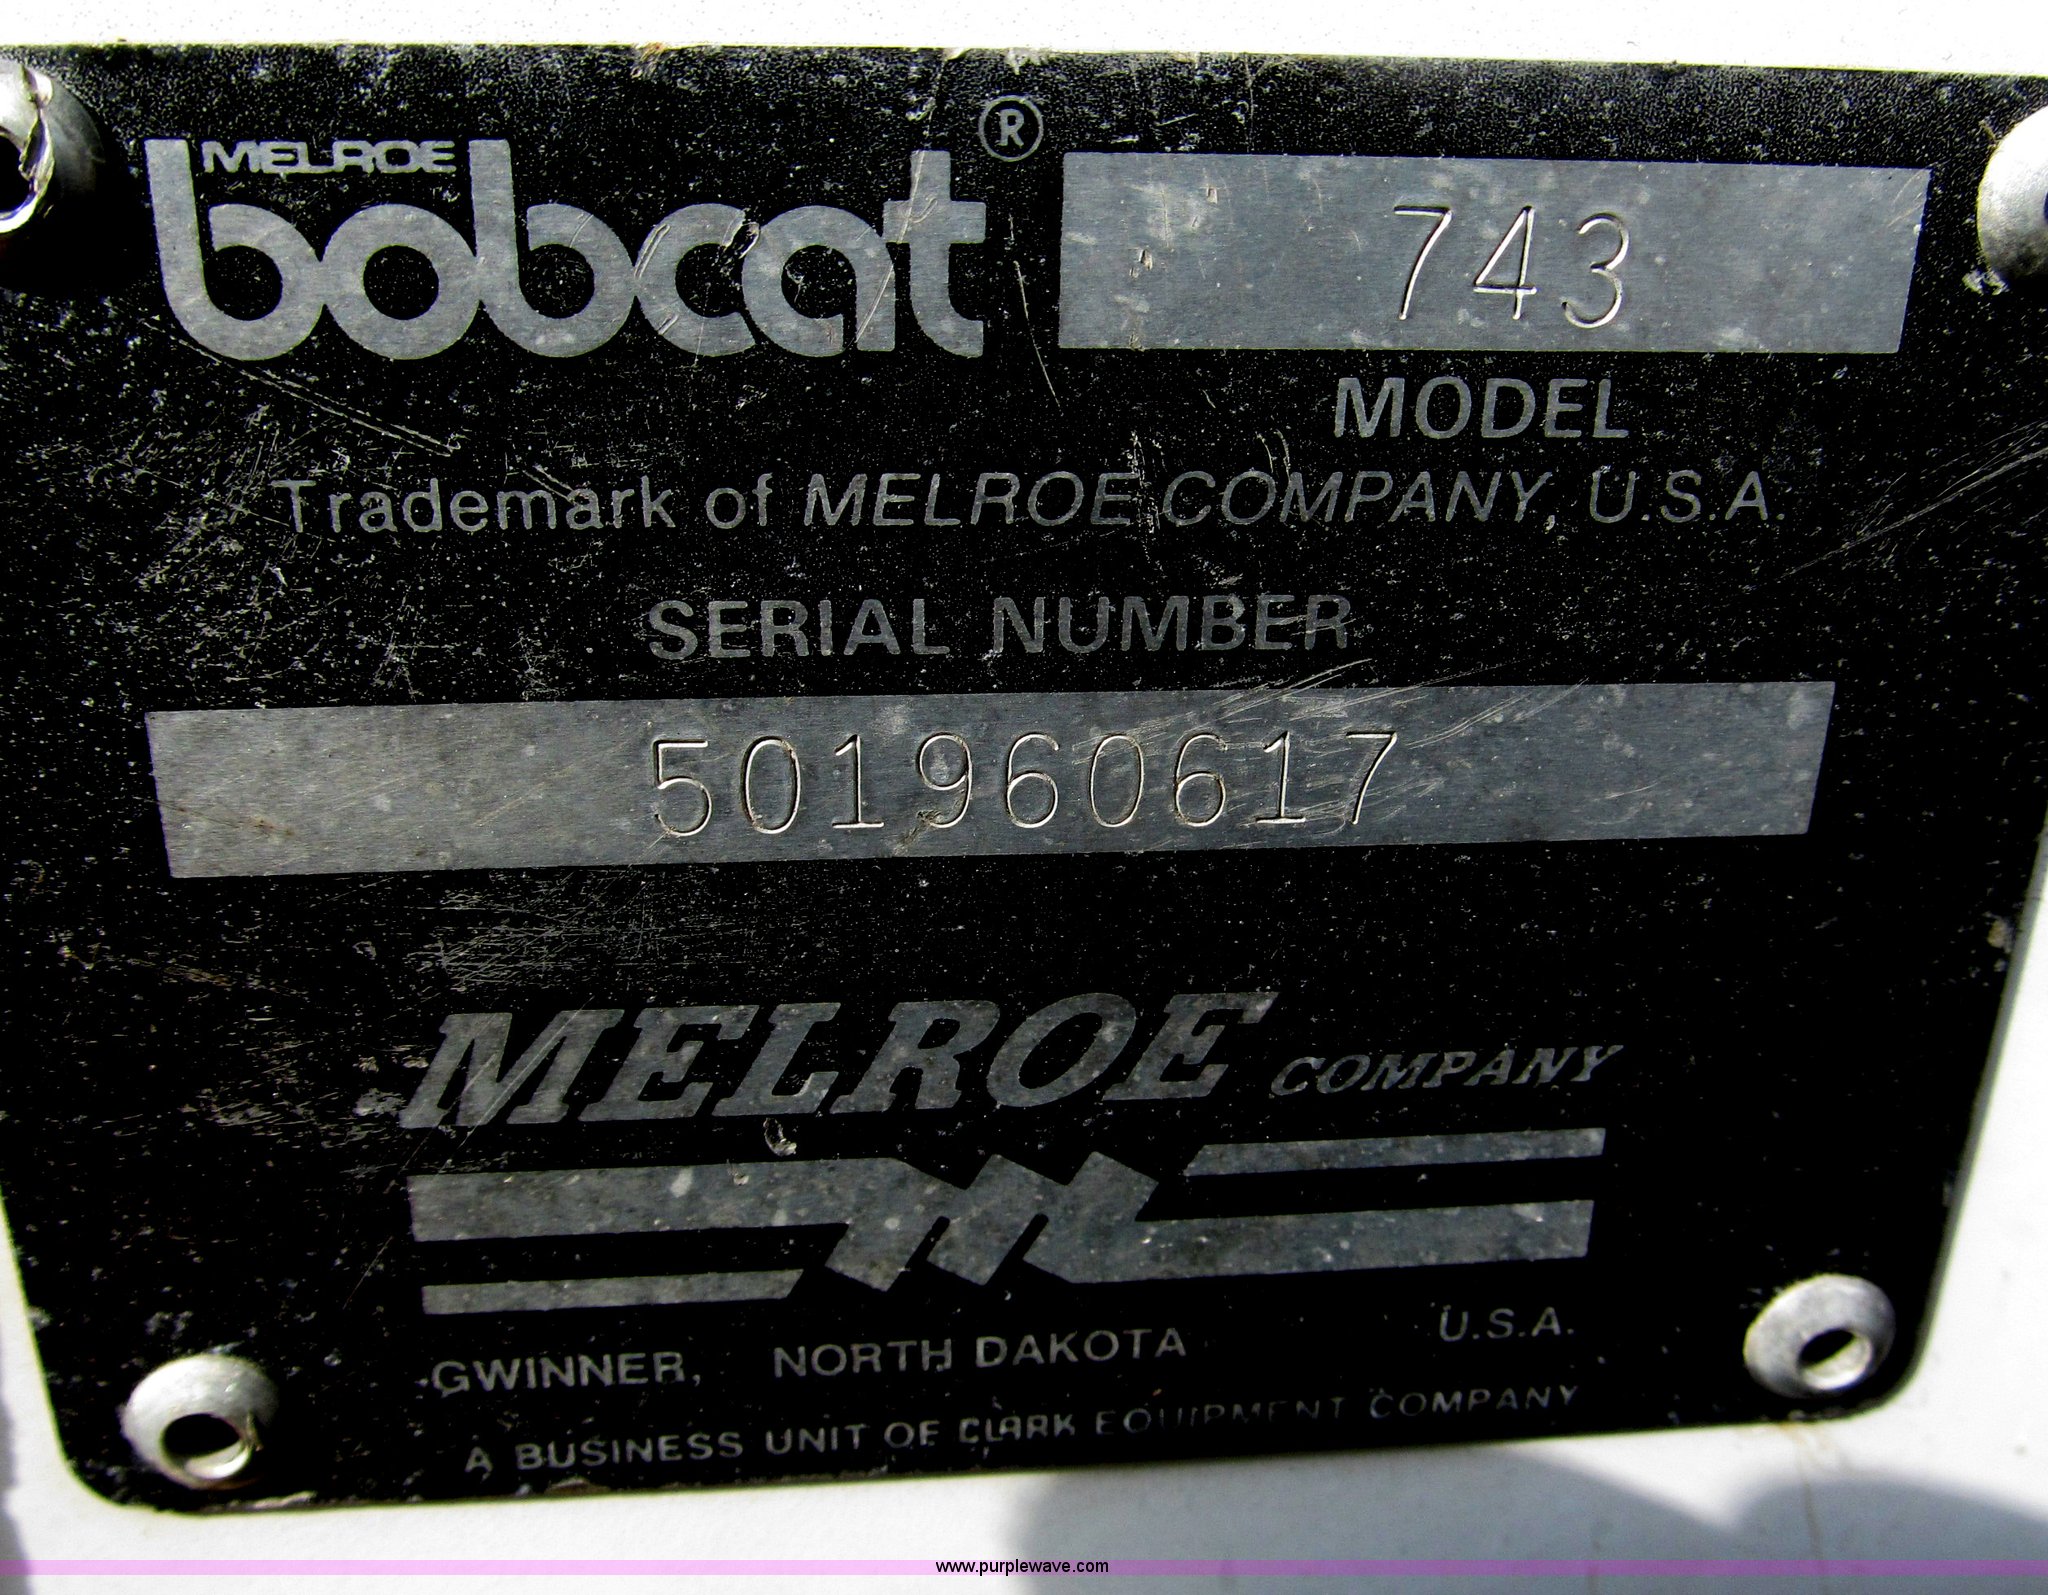 MELROE
bobcat® 743
MODEL
Trademark of MELROE COMPANY, U.S.A.
SERIAL NUMBER
501960617
MELROE COMPANY
GWINNER, NORTH DAKOTA U.S.A.
A BUSINESS UNIT OF CLARK EQUIPMENT COMPANY
www.purplewave.com